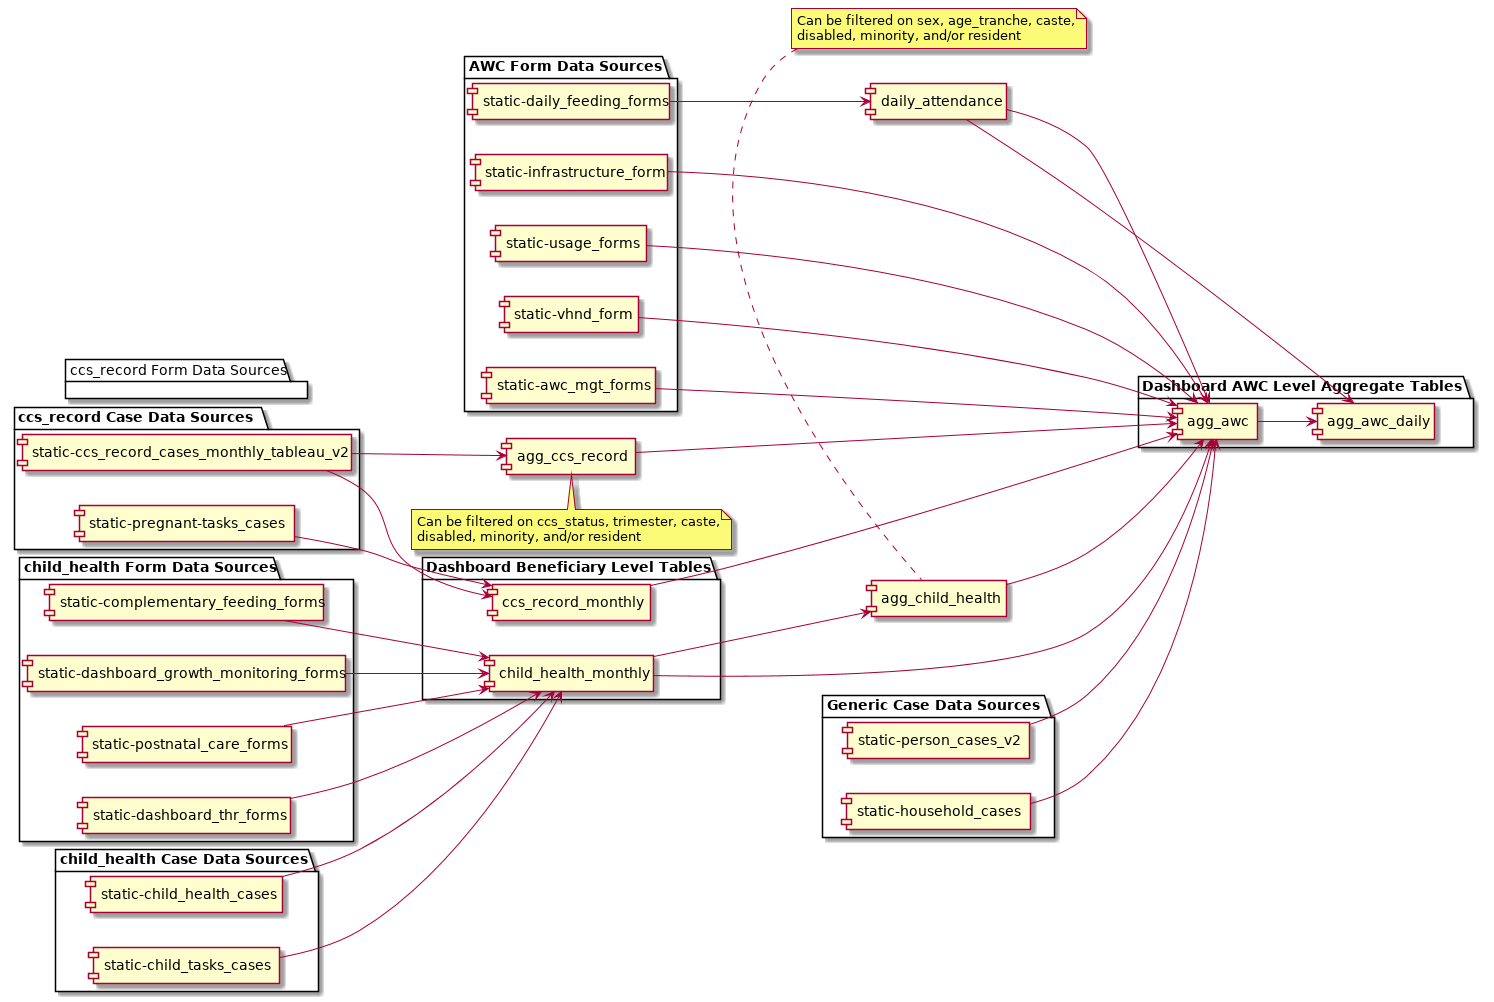 Can be filtered on sex, age_tranche, caste,
disabled, minority, and/or resident
AWC Form Data Sources
static-daily_feeding_forms
daily_attendance
static-infrastructure_form
static-usage_forms
static-vhnd_form
static-awc_mgt_forms
ccs_record Form Data Sources
Dashboard AWC Level Aggregate Tables
agg_awc
agg_awc_daily
ccs_record Case Data Sources
static-ccs_record_cases_monthly_tableau_v2
agg_ccs_record
static-pregnant-tasks_cases
Can be filtered on ccs_status, trimester, caste,
disabled, minority, and/or resident
child_health Form Data Sources
static-complementary_feeding_forms
static-dashboard_growth_monitoring_forms
static-postnatal_care_forms
static-dashboard_thr_forms
Dashboard Beneficiary Level Tables
ccs_record_monthly
child_health_monthly
agg_child_health
Generic Case Data Sources
static-person_cases_v2
static-household_cases
child_health Case Data Sources
static-child_health_cases
static-child_tasks_cases